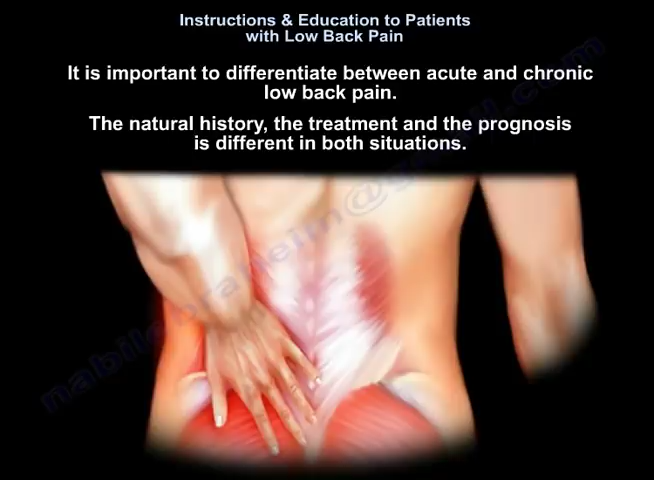 Instructions & Education to Patients
with Low Back Pain
It is important to differentiate between acute and chronic
low back pain.
The natural history, the treatment and the prognosis
is different in both situations.